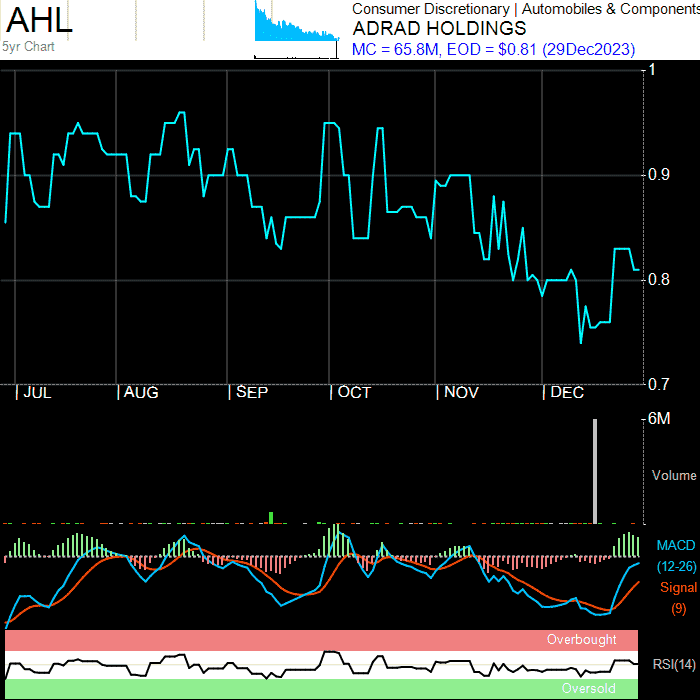 AHL
5yr Chart
Consumer Discretionary | Automobiles & Components
ADRAD HOLDINGS
MC = 65.8M, EOD = $0.81 (29Dec2023)
1
0.9
0.8
0.7
JUL
AUG
SEP
OCT
NOV
DEC
6M
Volume
MACD
(12-26)
Signal
(9)
Overbought
RSI(14)
Oversold